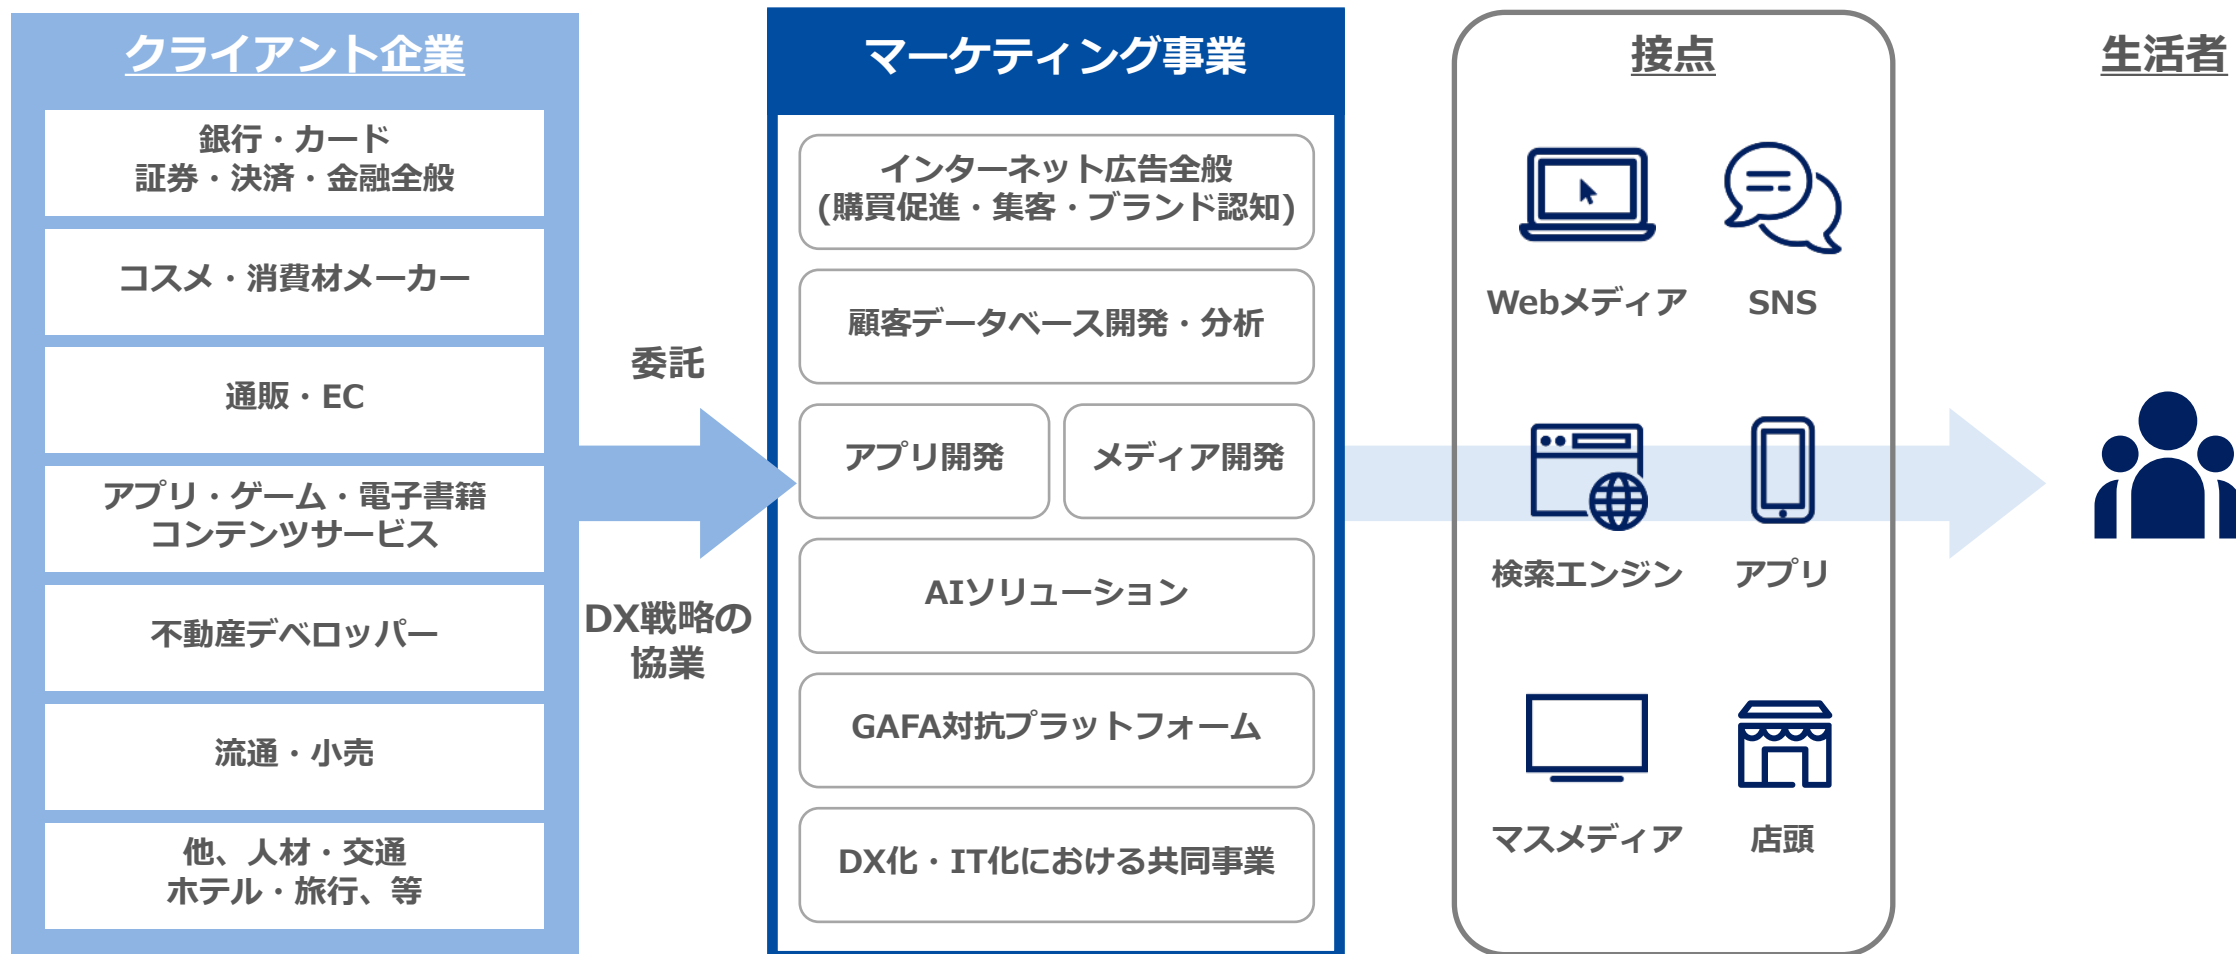 クライアント企業
銀行・カード
証券・決済・金融全般
コスメ・消費材メーカー
通販・EC
アプリ・ゲーム・電子書籍
コンテンツサービス
不動産デベロッパー
流通・小売
他、人材・交通
ホテル・旅行、等
委託
DX戦略の
協業
マーケティング事業
インターネット広告全般
(購買促進・集客・ブランド認知)
顧客データベース開発・分析
アプリ開発
メディア開発
AIソリューション
GAFA対抗プラットフォーム
DX化・IT化における共同事業
接点
Webメディア
SNS
検索エンジン
アプリ
マスメディア
店頭
生活者